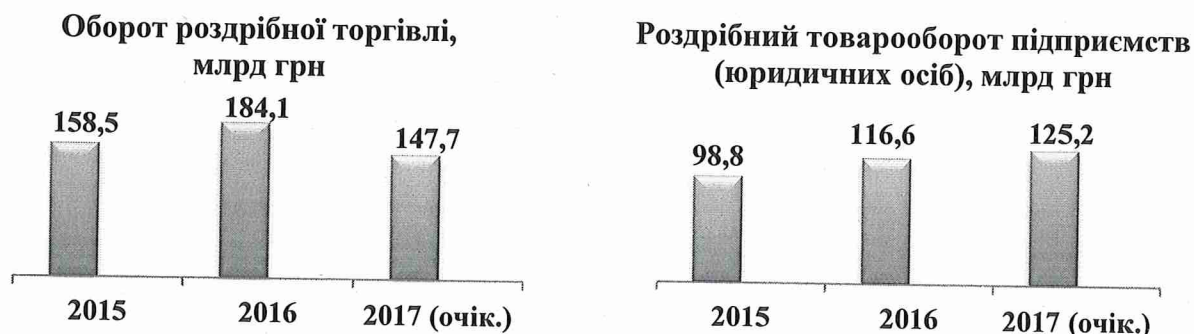 Оборот роздрібної торгівлі,
млрд грн
158,5
184,1
147,7
2015
2016
2017 (очік.)
Роздрібний товарооборот підприємств
(юридичних осіб), млрд грн
98,8
116,6
125,2
2015
2016
2017 (очік.)